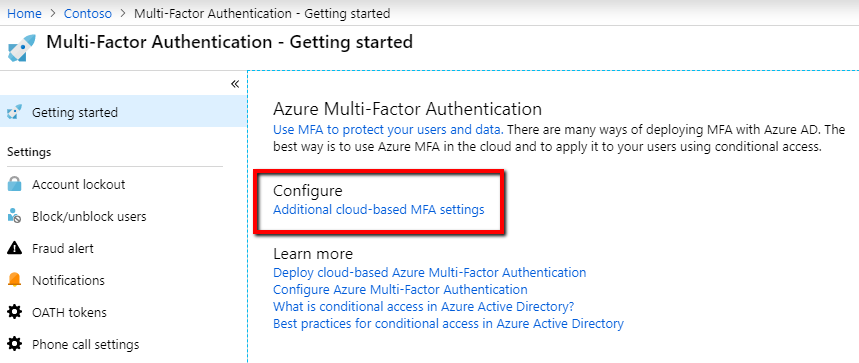 Home > Contoso > Multi-Factor Authentication - Getting started
Multi-Factor Authentication - Getting started
«
Getting started
Settings
Account lockout
Block/unblock users
Fraud alert
Notifications
OATH tokens
Phone call settings
Azure Multi-Factor Authentication
Use MFA to protect your users and data. There are many ways of deploying MFA with Azure AD. The
best way is to use Azure MFA in the cloud and to apply it to your users using conditional access.
Configure
Additional cloud-based MFA settings
Learn more
Deploy cloud-based Azure Multi-Factor Authentication
Configure Azure Multi-Factor Authentication
What is conditional access in Azure Active Directory?
Best practices for conditional access in Azure Active Directory